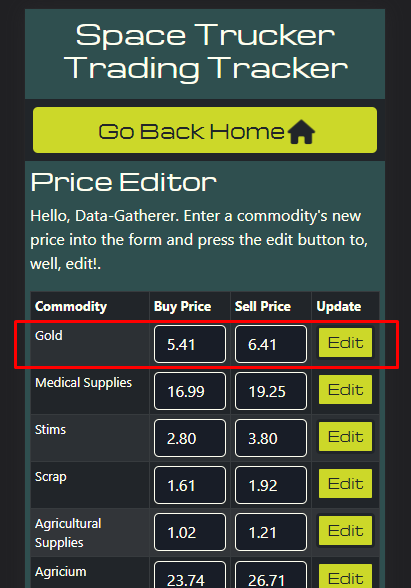 Space Trucker
Trading Tracker
Go Back Home
Price Editor
Hello, Data-Gatherer. Enter a commodity's new
price into the form and press the edit button to,
well, edit!.
Commodity Buy Price Sell Price Update
Gold 5.41 6.41 Edit
Medical Supplies 16.99 19.25 Edit
Stims 2.80 3.80 Edit
Scrap 1.61 1.92 Edit
Agricultural
Supplies 1.02 1.21 Edit
Agricium 23.74 26.71 Edit